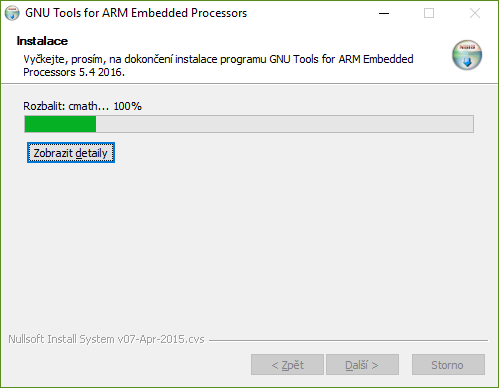 GNU Tools for ARM Embedded Processors
Instalace
Vyčkejte, prosím, na dokončení instalace programu GNU Tools for ARM Embedded
Processors 5.4 2016.
Rozbalit: cmath... 100%
Zobrazit detaily
Nullsoft Install System v07-Apr-2015.cvs
< Zpět
Další >
Storno